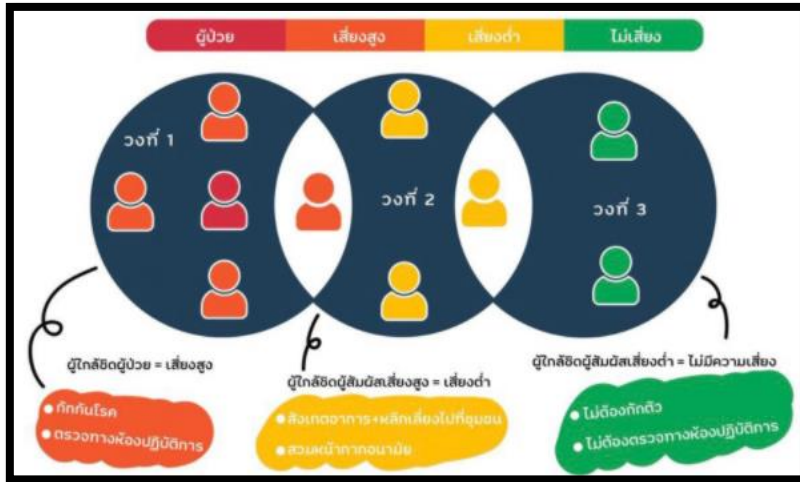 ผู้ป่วย เสี่ยงสูง เสี่ยงต่ำ ไม่เสี่ยง
วงที่ 1
วงที่ 2
วงที่ 3
ผู้ใกล้ชิดผู้ป่วย = เสี่ยงสูง
กักกันโรค
ตรวจทางห้องปฏิบัติการ
ผู้ใกล้ชิดผู้สัมผัสเสี่ยงสูง = เสี่ยงต่ำ
สังเกตอาการ+หลีกเลี่ยงไปที่ชุมชน
สวมหน้ากากอนามัย
ผู้ใกล้ชิดผู้สัมผัสเสี่ยงต่ำ = ไม่มีความเสี่ยง
ไม่ต้องกักตัว
ไม่ต้องตรวจทางห้องปฏิบัติการ